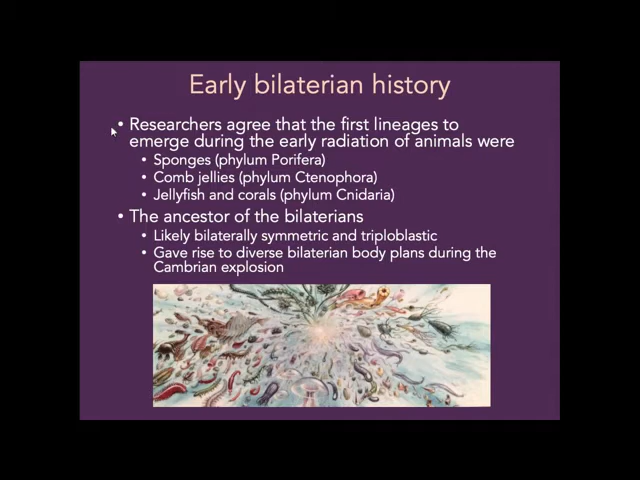 Early bilaterian history
• Researchers agree that the first lineages to
emerge during the early radiation of animals were
• Sponges (phylum Porifera)
• Comb jellies (phylum Ctenophora)
• Jellyfish and corals (phylum Cnidaria)
• The ancestor of the bilaterians
• Likely bilaterally symmetric and triploblastic
• Gave rise to diverse bilaterian body plans during the
Cambrian explosion